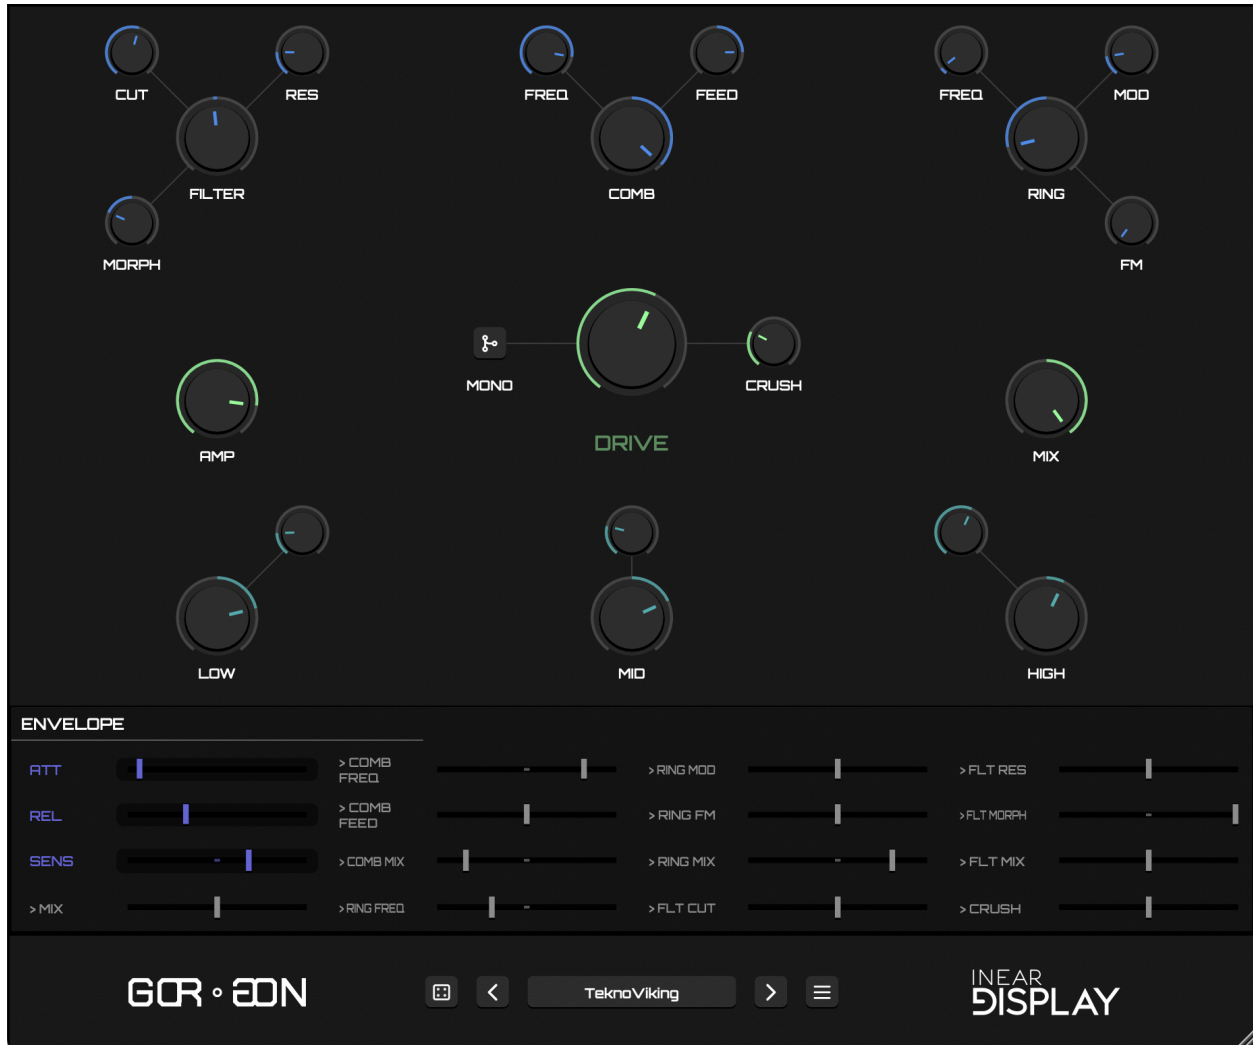 CUT
RES
FREQ
FEED
FREQ
MOD
FILTER
COMB
RING
MORPH
FM
MONO
CRUSH
DRIVE
AMP
MIX
LOW
MID
HIGH
ENVELOPE
ATT
> COMB
FREQ
> RING MOD
> FLT RES
REL
> COMB
FEED
> RING FM
> FLT MORPH
SENS
> COMB MIX
> RING MIX
> FLT MIX
> MIX
> RING FREQ
> FLT CUT
> CRUSH
TeknoViking
INEAR
DISPLAY